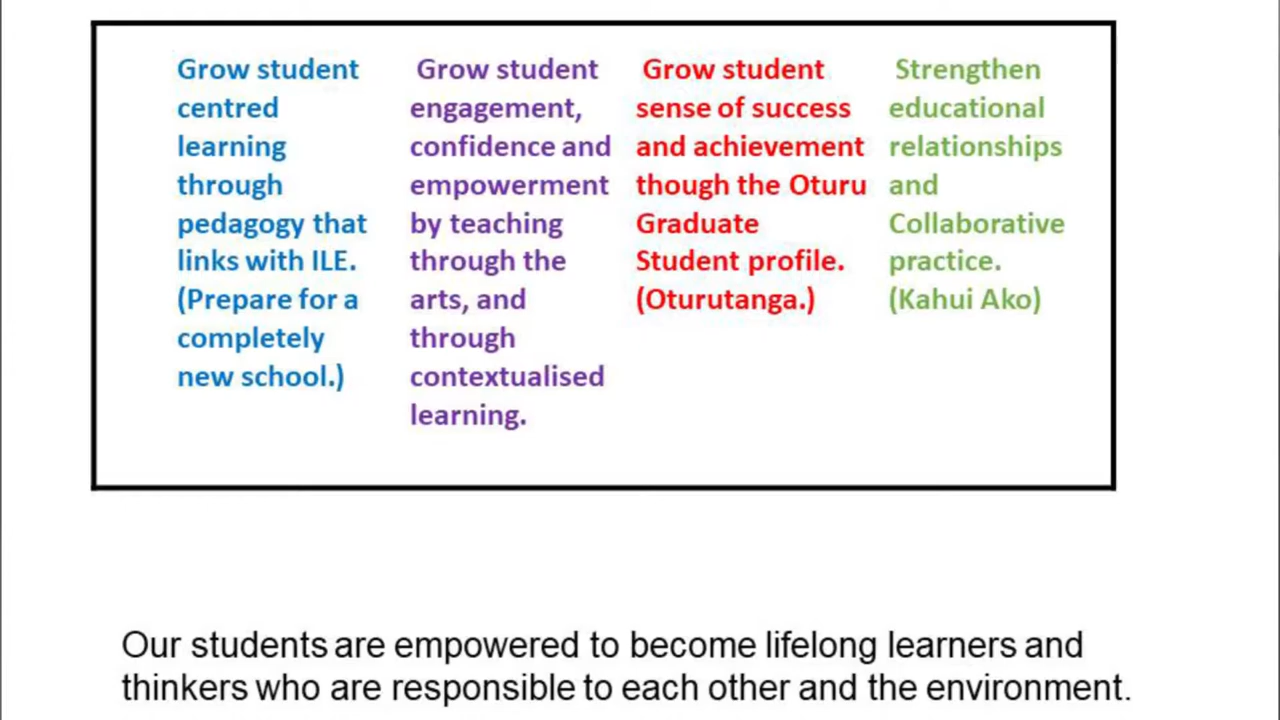 Grow student
centred
learning
through
pedagogy that
links with ILE.
(Prepare for a
completely
new school.)
Grow student
engagement,
confidence and
empowerment
by teaching
through the
arts, and
through
contextualised
learning.
Grow student
sense of success
and achievement
though the Oturu
Graduate
Student profile.
(Oturutanga.)
Strengthen
educational
relationships
and
Collaborative
practice.
(Kahui Ako)
Our students are empowered to become lifelong learners and
thinkers who are responsible to each other and the environment.